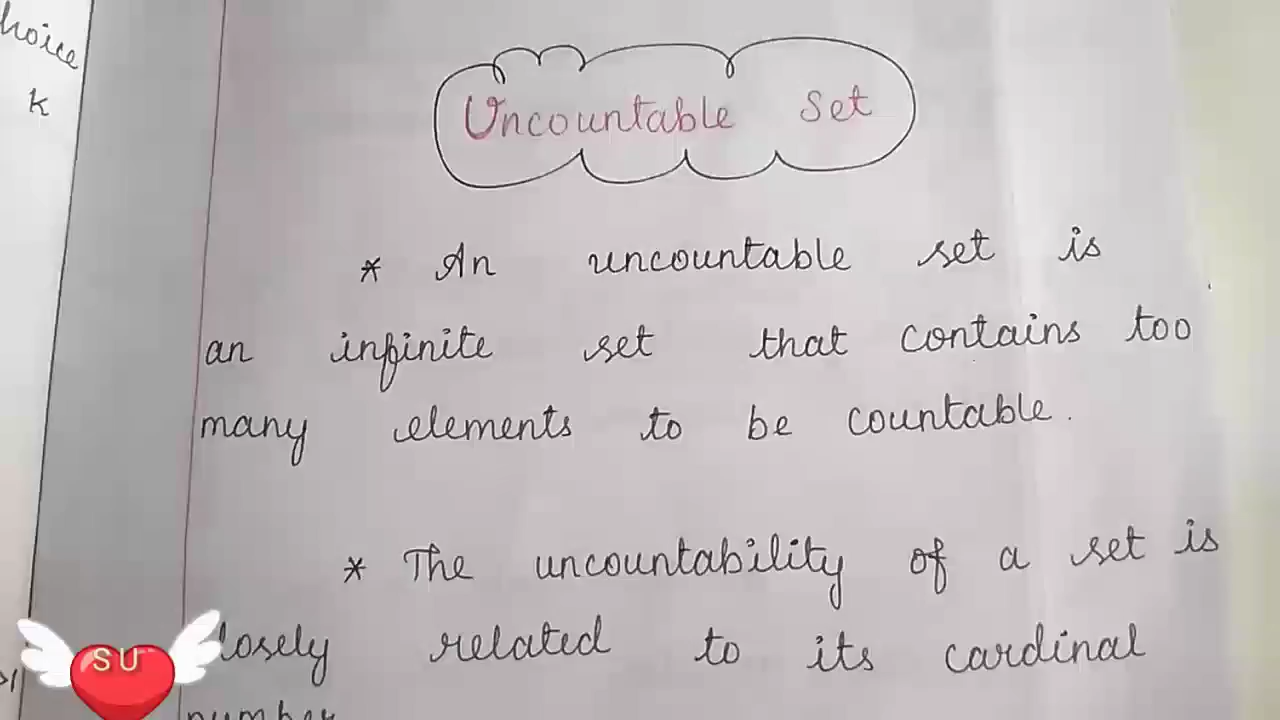 hoice
k
Uncountable Set
* An uncountable set is
an infinite set that contains too
many elements to be countable.
* The uncountability of a set is
closely related to its cardinal
number
SU